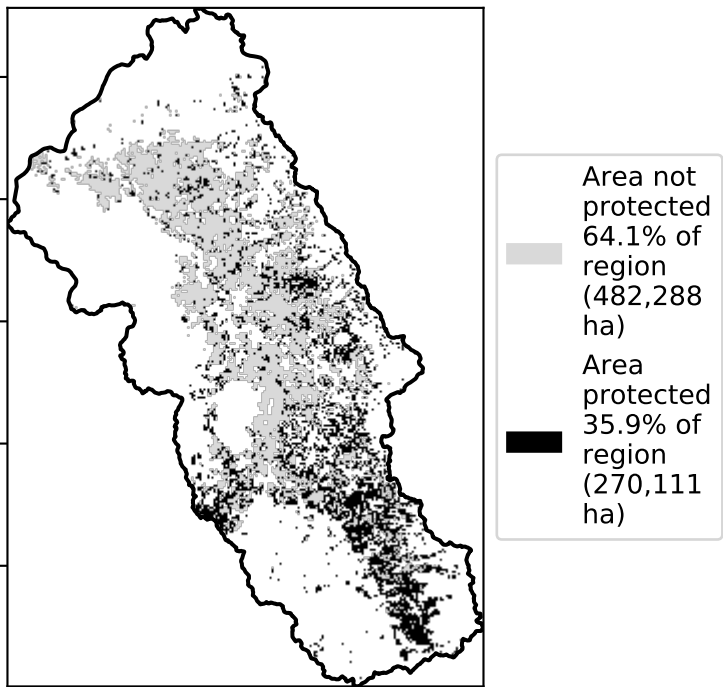 Area not
protected
64.1% of
region
(482,288
ha)
Area
protected
35.9% of
region
(270,111
ha)